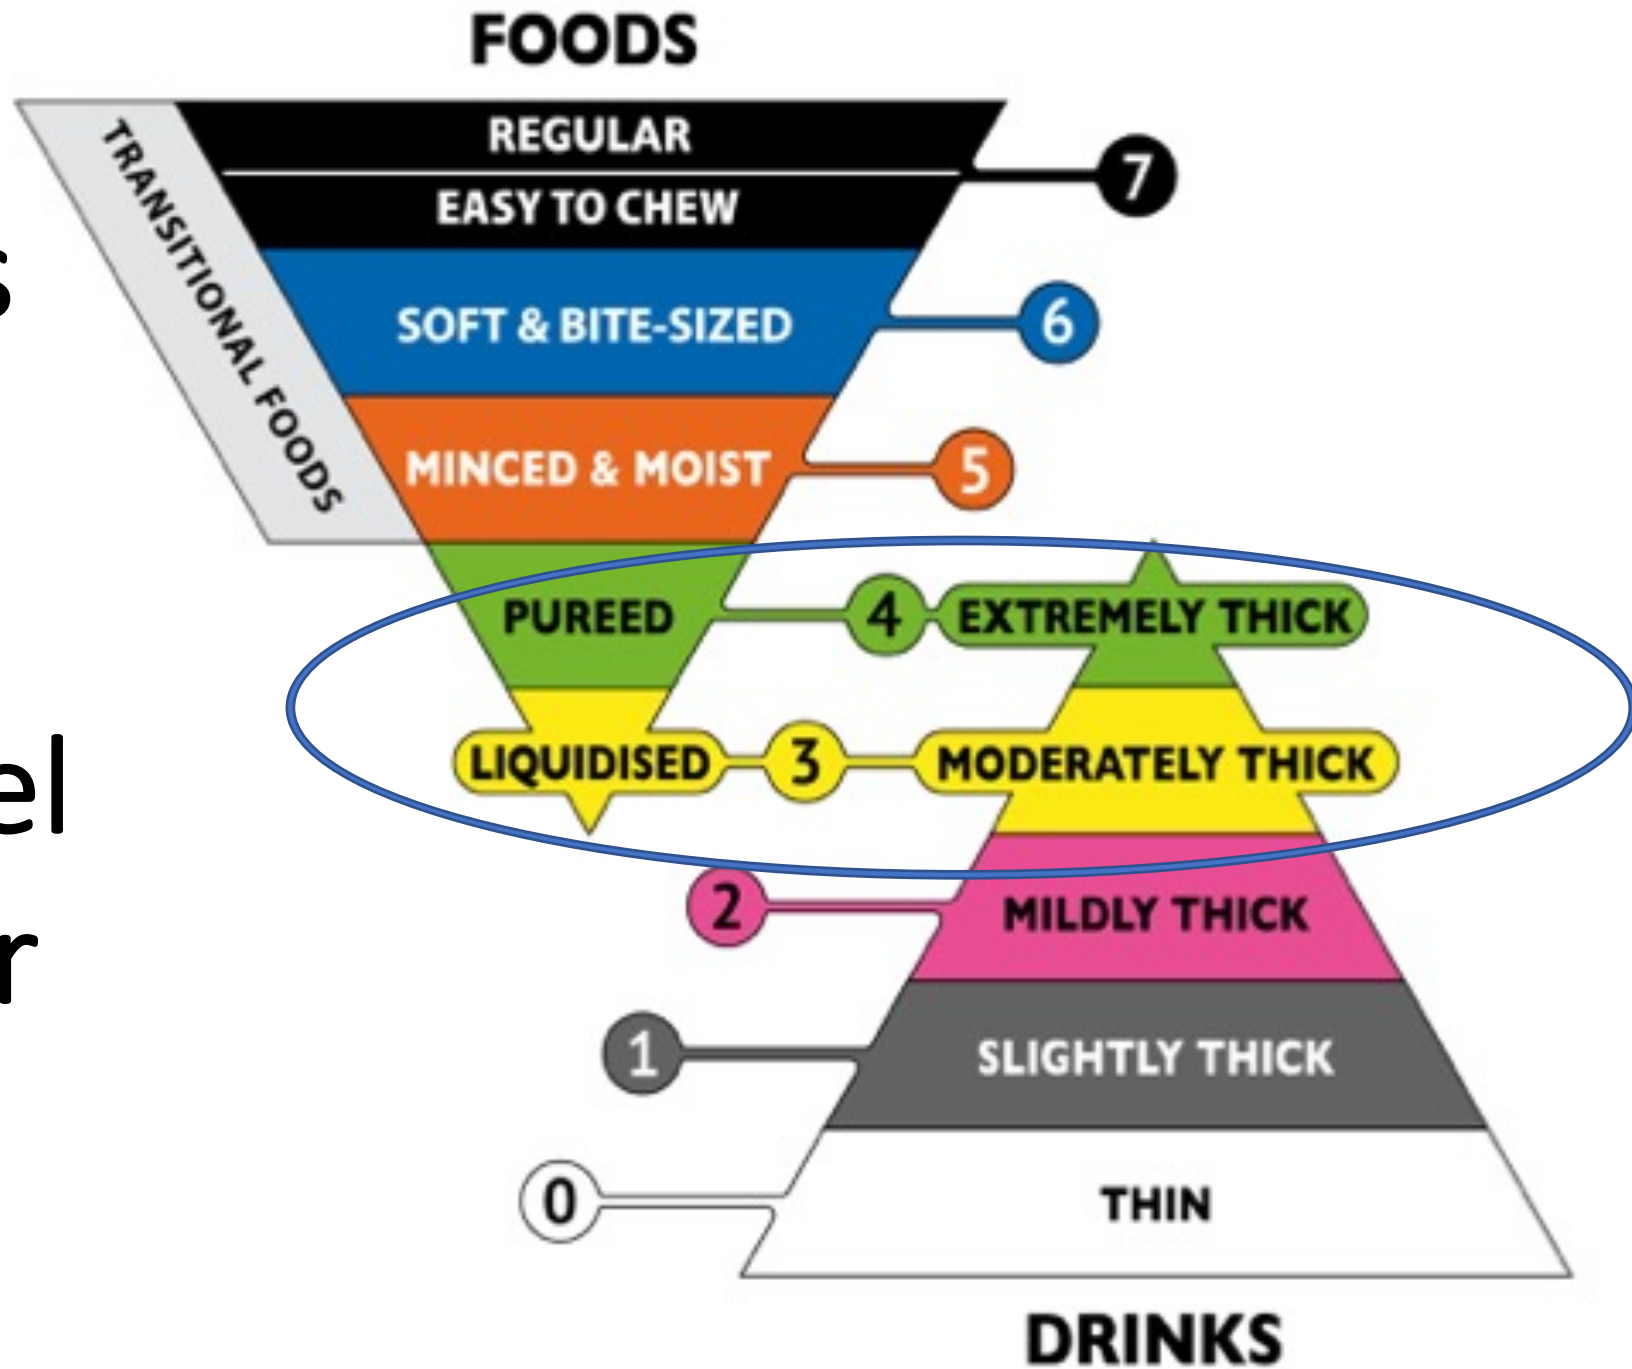 FOODS
TRANSITIONAL FOODS
REGULAR
7
EASY TO CHEW
s
SOFT & BITE-SIZED
6
MINCED & MOIST
5
PUREED
4
EXTREMELY THICK
el
LIQUIDISED
3
MODERATELY THICK
r
2
MILDLY THICK
1
SLIGHTLY THICK
0
THIN
DRINKS